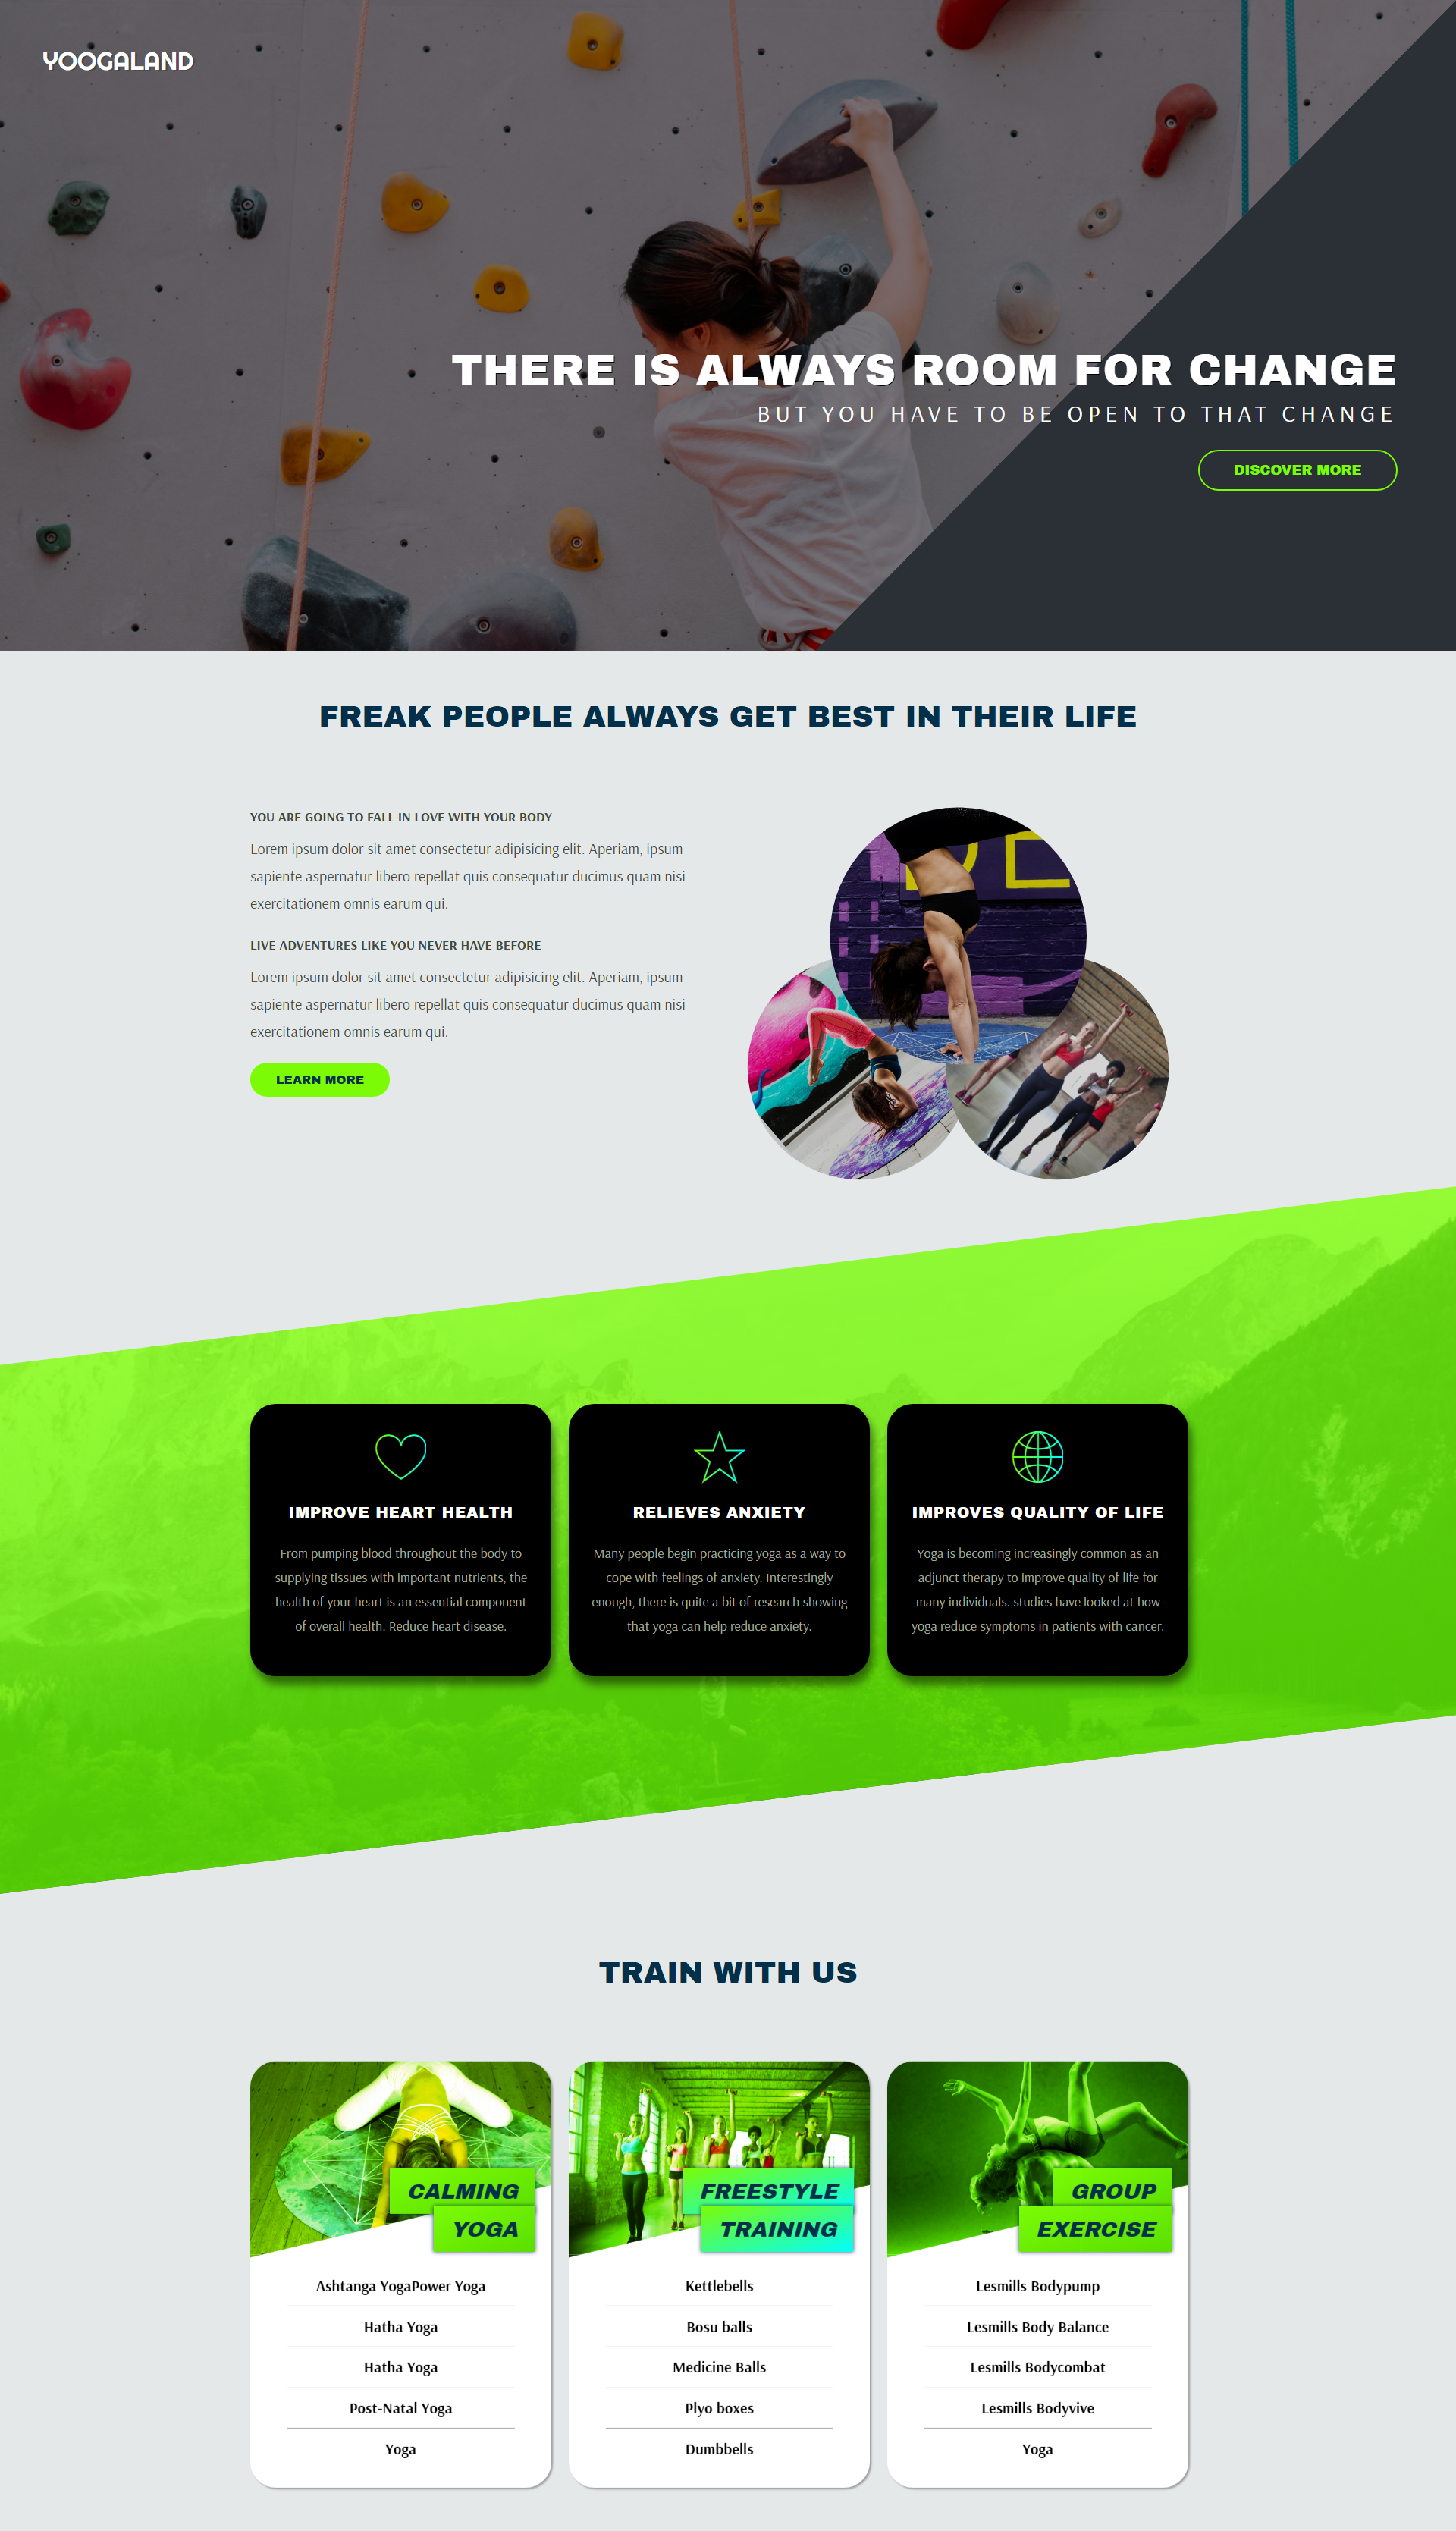 YOOGALAND
THERE IS ALWAYS ROOM FOR CHANGE
BUT YOU HAVE TO BE OPEN TO THAT CHANGE
DISCOVER MORE
FREAK PEOPLE ALWAYS GET BEST IN THEIR LIFE
YOU ARE GOING TO FALL IN LOVE WITH YOUR BODY
Lorem ipsum dolor sit amet consectetur adipisicing elit. Aperiam, ipsum
sapiente aspernatur libero repellat quis consequatur ducimus quam nisi
exercitationem omnis earum qui.
LIVE ADVENTURES LIKE YOU NEVER HAVE BEFORE
Lorem ipsum dolor sit amet consectetur adipisicing elit. Aperiam, ipsum
sapiente aspernatur libero repellat quis consequatur ducimus quam nisi
exercitationem omnis earum qui.
LEARN MORE
IMPROVE HEART HEALTH
From pumping blood throughout the body to
supplying tissues with important nutrients, the
health of your heart is an essential component
of overall health. Reduce heart disease.
RELIEVES ANXIETY
Many people begin practicing yoga as a way to
cope with feelings of anxiety. Interestingly
enough, there is quite a bit of research showing
that yoga can help reduce anxiety.
IMPROVES QUALITY OF LIFE
Yoga is becoming increasingly common as an
adjunct therapy to improve quality of life for
many individuals. studies have looked at how
yoga reduce symptoms in patients with cancer.
TRAIN WITH US
CALMING
YOGA
Ashtanga YogaPower Yoga
Hatha Yoga
Hatha Yoga
Post-Natal Yoga
Yoga
FREESTYLE
TRAINING
Kettlebells
Bosu balls
Medicine Balls
Plyo boxes
Dumbbells
GROUP
EXERCISE
Lesmills Bodypump
Lesmills Body Balance
Lesmills Bodycombat
Lesmills Bodyvive
Yoga